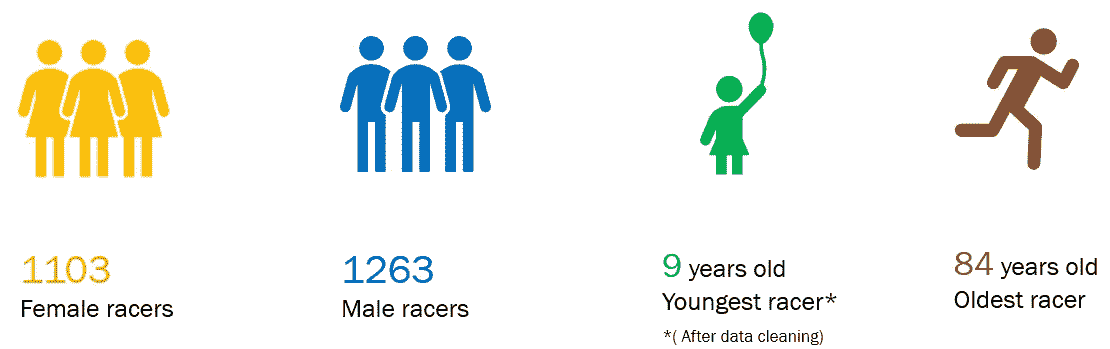 1103
Female racers
1263
Male racers
9 years old
Youngest racer*
*( After data cleaning)
84 years old
Oldest racer